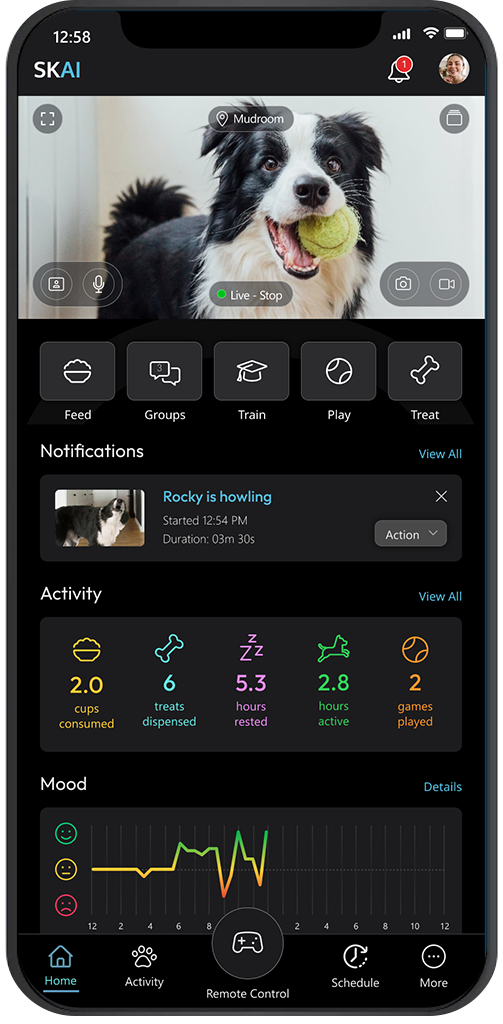 12:58
SKAI
1
Mudroom
Live - Stop
3
Feed
Groups
Train
Play
Treat
Notifications
View All
Rocky is howling
Started 12:54 PM
Duration: 03m 30s
Action
Activity
View All
2.0
6
5.3
2.8
2
cups
consumed
treats
dispensed
hours
rested
hours
active
games
played
Mood
Details
12 2 4 6 8 2 4 6 8 10 12
Home
Activity
Remote Control
Schedule
More